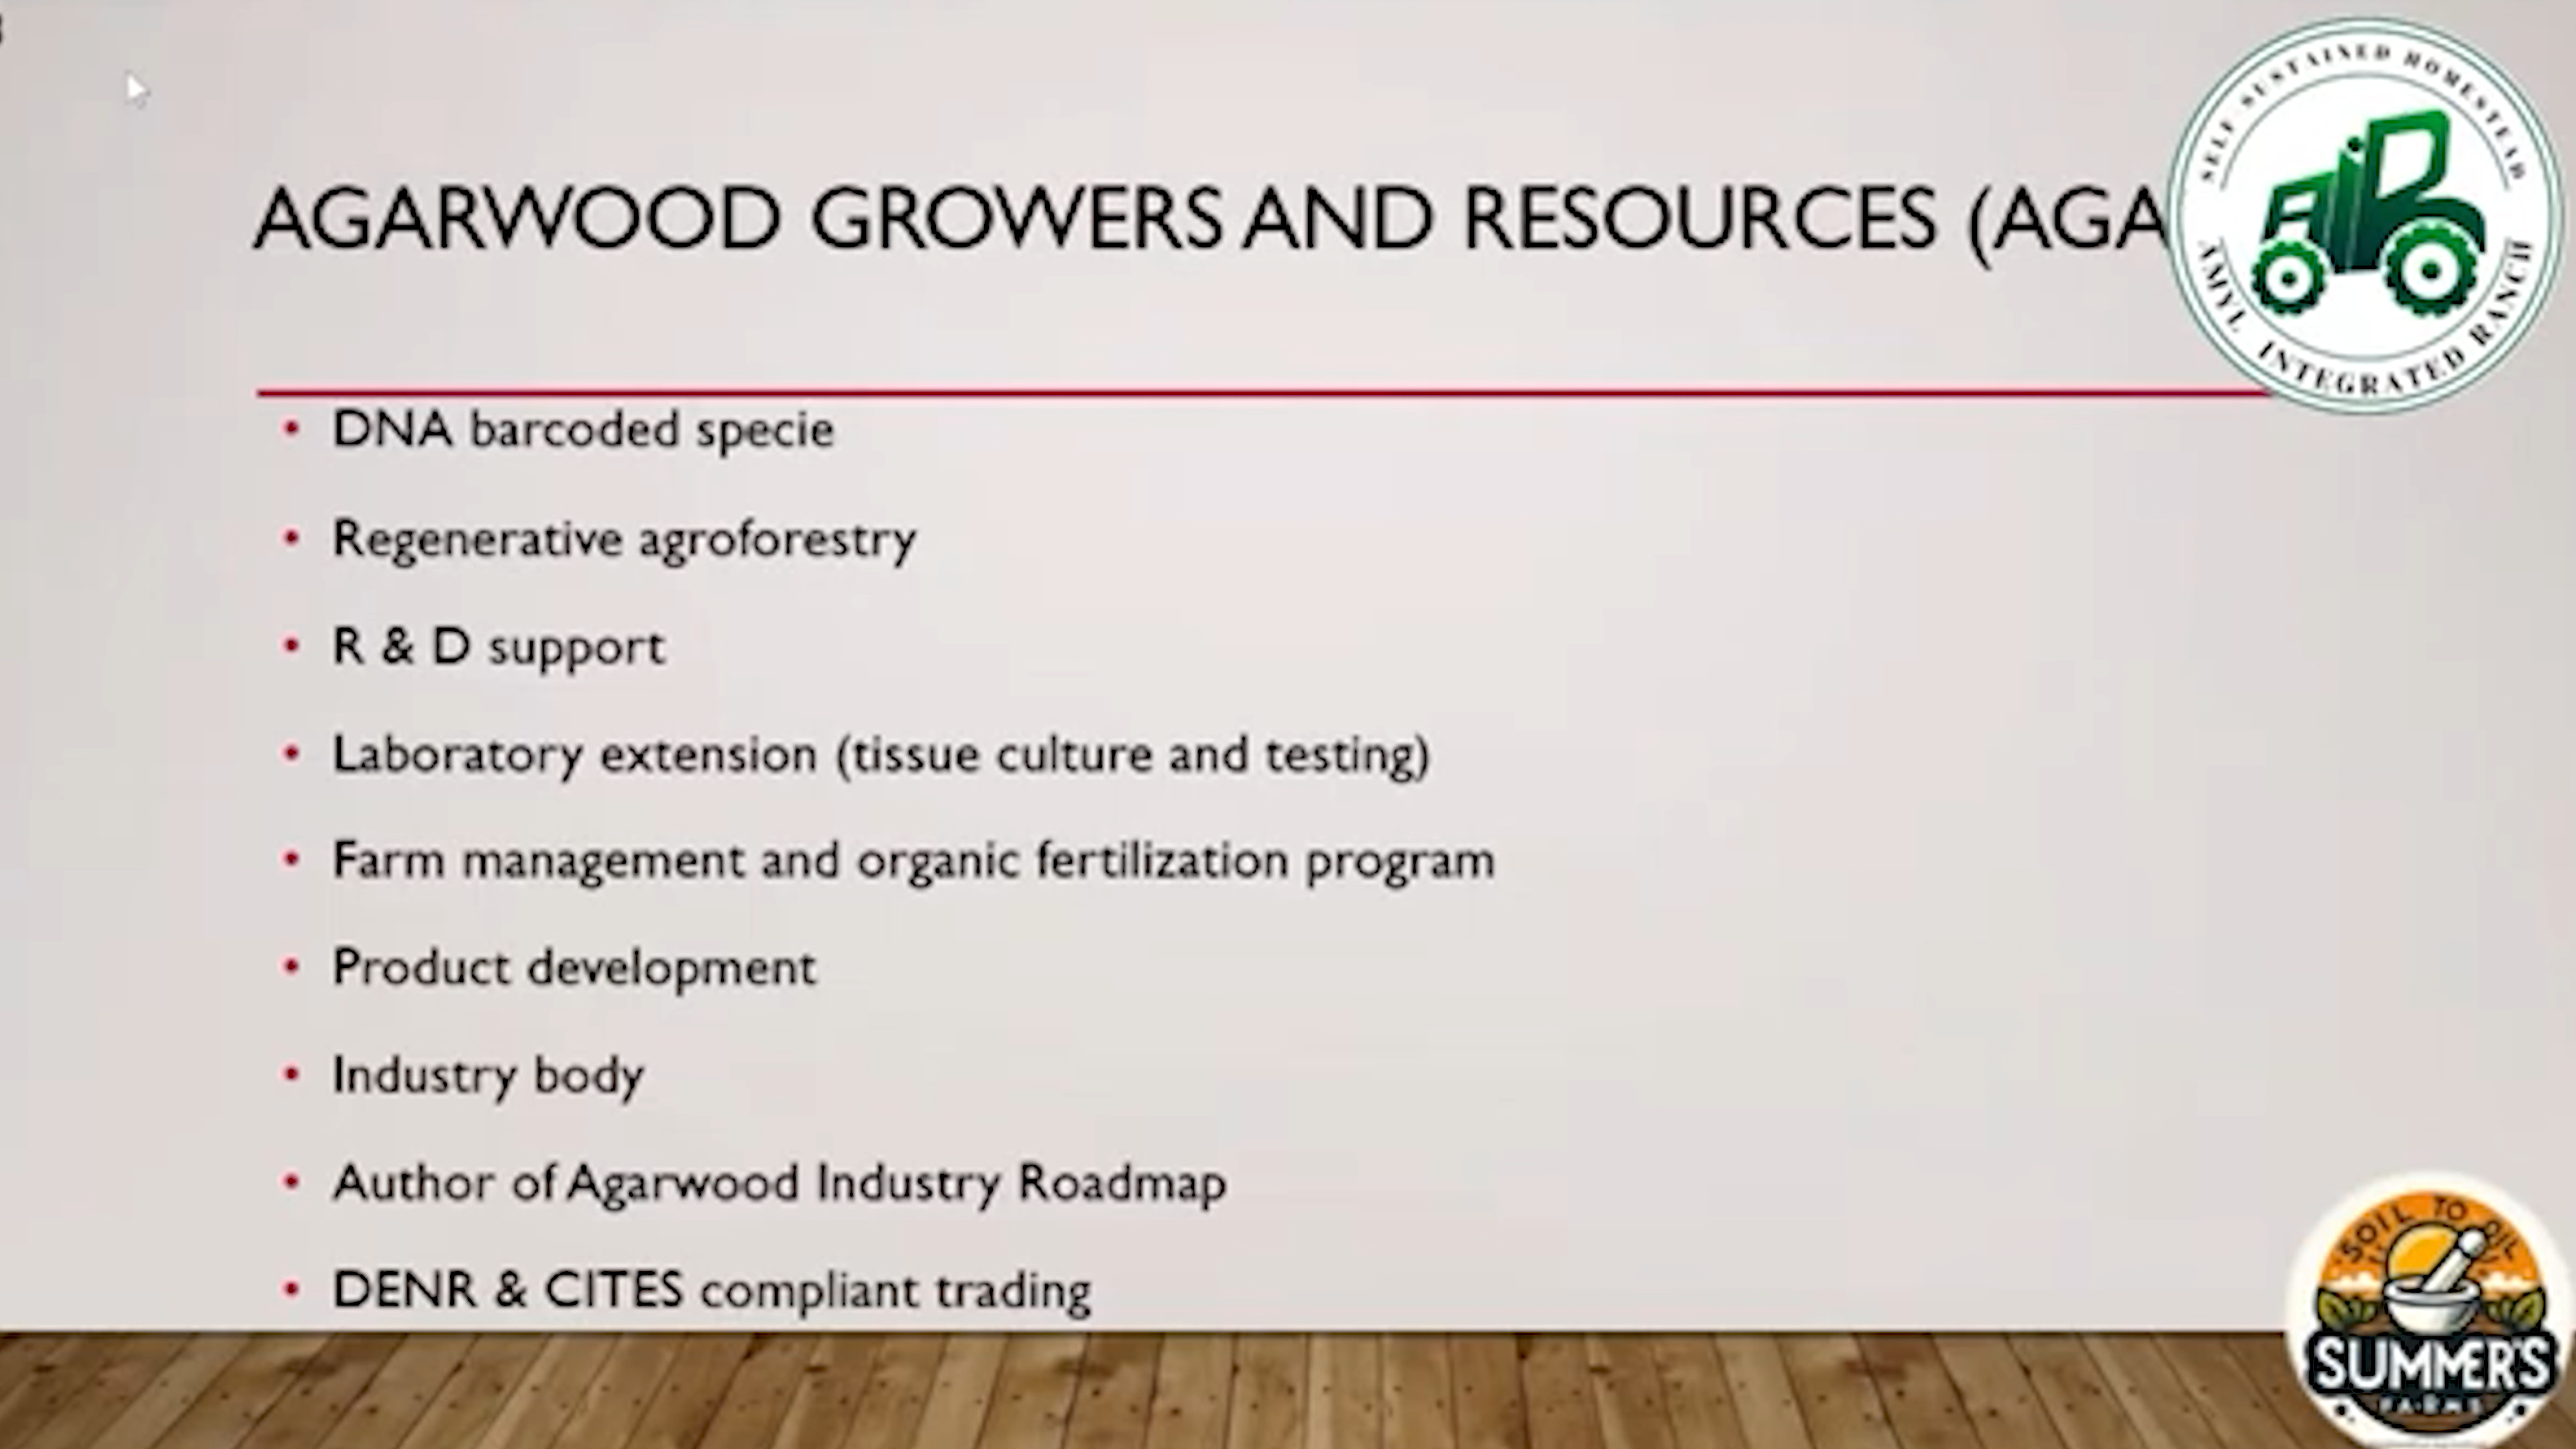 AGARWOOD GROWERS AND RESOURCES (AGA
SELF SUSTAINED HOMESTEAD
AMYL INTEGRATED RANCH
• DNA barcoded specie
• Regenerative agroforestry
• R & D support
• Laboratory extension (tissue culture and testing)
• Farm management and organic fertilization program
• Product development
• Industry body
• Author of Agarwood Industry Roadmap
• DENR & CITES compliant trading
SOIL TO OIL
SUMMER'S
FARMS